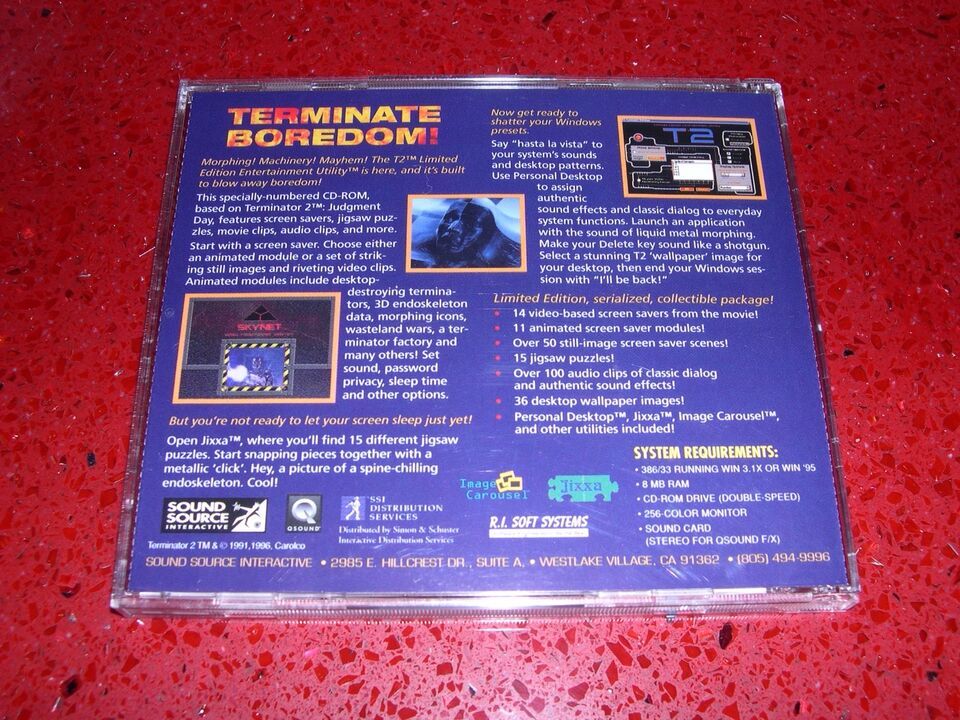 TERMINATE
BOREDOM!
Morphing! Machinery! Mayhem! The T2™ Limited
Edition Entertainment Utility™ is here, and it's built
to blow away boredom!
This specially-numbered CD-ROM,
based on Terminator 2™: Judgment
Day, features screen savers, jigsaw puz-
zles, movie clips, audio clips, and more.
Start with a screen saver. Choose either
an animated module or a set of strik-
ing still images and riveting video clips.
Animated modules include desktop-
destroying termina-
tors, 3D endoskeleton
data, morphing icons,
wasteland wars, a ter-
minator factory and
many others! Set
sound, password
privacy, sleep time
and other options.
SKYNET
But you're not ready to let your screen sleep just yet!
Open Jixxa™, where you'll find 15 different jigsaw
puzzles. Start snapping pieces together with a
metallic 'click'. Hey, a picture of a spine-chilling
endoskeleton. Cool!
Now get ready to
shatter your Windows
presets.
Say "hasta la vista" to
your system's sounds
and desktop patterns.
Use Personal Desktop
to assign
authentic
sound effects and classic dialog to everyday
system functions. Launch an application
with the sound of liquid metal morphing.
Make your Delete key sound like a shotgun.
Select a stunning T2 'wallpaper' image for
your desktop, then end your Windows ses-
sion with "I'll be back!"
T2
Limited Edition, serialized, collectible package!
• 14 video-based screen savers from the movie!
• 11 animated screen saver modules!
• Over 50 still-image screen saver scenes!
• 15 jigsaw puzzles!
• Over 100 audio clips of classic dialog
and authentic sound effects!
• 36 desktop wallpaper images!
• Personal Desktop™, Jixxa™, Image Carousel™,
and other utilities included!
SYSTEM REQUIREMENTS:
• 386/33 RUNNING WIN 3.1X OR WIN '95
• 8 MB RAM
• CD-ROM DRIVE (DOUBLE-SPEED)
• 256-COLOR MONITOR
• SOUND CARD
(STEREO FOR QSOUND F/X)
Image
Carousel
Jixxa
R.I. SOFT SYSTEMS
SOUND
SOURCE
INTERACTIVE
QSOUND
SSI
DISTRIBUTION
SERVICES
Distributed by Simon & Schuster
Interactive Distribution Services
Terminator 2 TM & © 1991,1996, Carolco
SOUND SOURCE INTERACTIVE • 2985 E. HILLCREST DR., SUITE A, • WESTLAKE VILLAGE, CA 91362 • (805) 494-9996